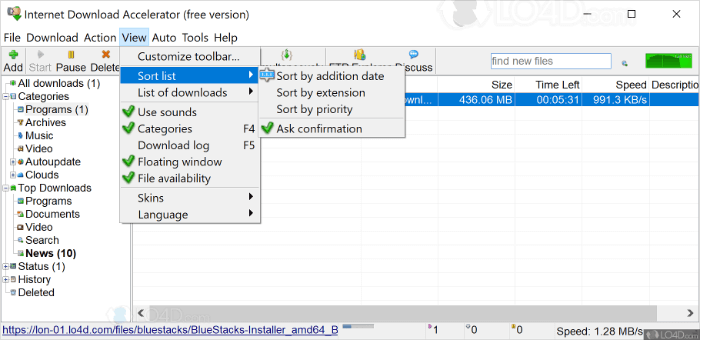 Internet Download Accelerator (free version)
LO4D.com
File Download Action View Auto Tools Help
Add Start Pause Delete
FTP Explorer Discuss
find new files
Customize toolbar...
Sort list
List of downloads
Use sounds
Categories F4
Download log F5
Floating window
File availability
Skins
Language
Sort by addition date
Sort by extension
Sort by priority
Ask confirmation
All downloads (1)
Categories
Programs (1)
Archives
Music
Video
Autoupdate
Clouds
Top Downloads
Programs
Documents
Video
Search
News (10)
Status (1)
History
Deleted
Size Time Left Speed Description
436.06 MB 00:05:31 991.3 KB/s
https://lon-01.lo4d.com/files/bluestacks/BlueStacks-Installer_amd64_B
1 0 0 Speed: 1.28 MB/s
LO4D.com